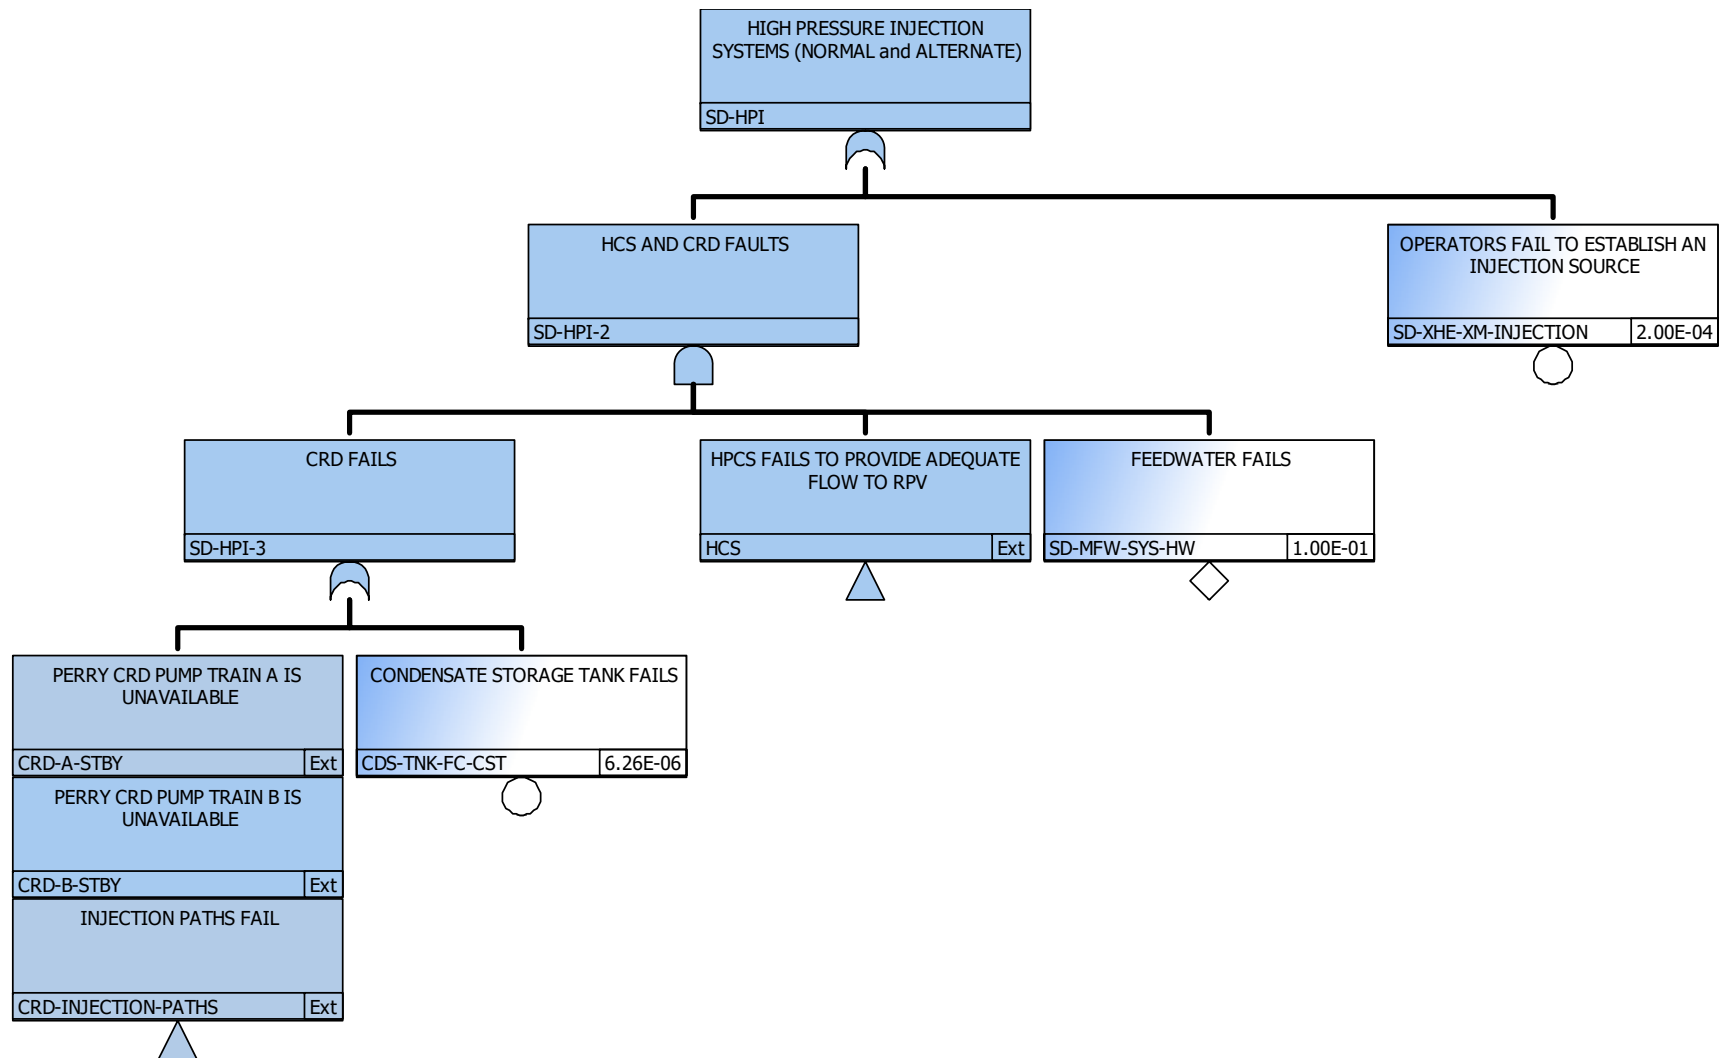 HIGH PRESSURE INJECTION
SYSTEMS (NORMAL and ALTERNATE)
SD-HPI
HCS AND CRD FAULTS
SD-HPI-2
OPERATORS FAIL TO ESTABLISH AN
INJECTION SOURCE
SD-XHE-XM-INJECTION 2.00E-04
CRD FAILS
SD-HPI-3
HPCS FAILS TO PROVIDE ADEQUATE
FLOW TO RPV
HCS Ext
FEEDWATER FAILS
SD-MFW-SYS-HW 1.00E-01
PERRY CRD PUMP TRAIN A IS
UNAVAILABLE
CRD-A-STBY Ext
CONDENSATE STORAGE TANK FAILS
CDS-TNK-FC-CST 6.26E-06
PERRY CRD PUMP TRAIN B IS
UNAVAILABLE
CRD-B-STBY Ext
INJECTION PATHS FAIL
CRD-INJECTION-PATHS Ext